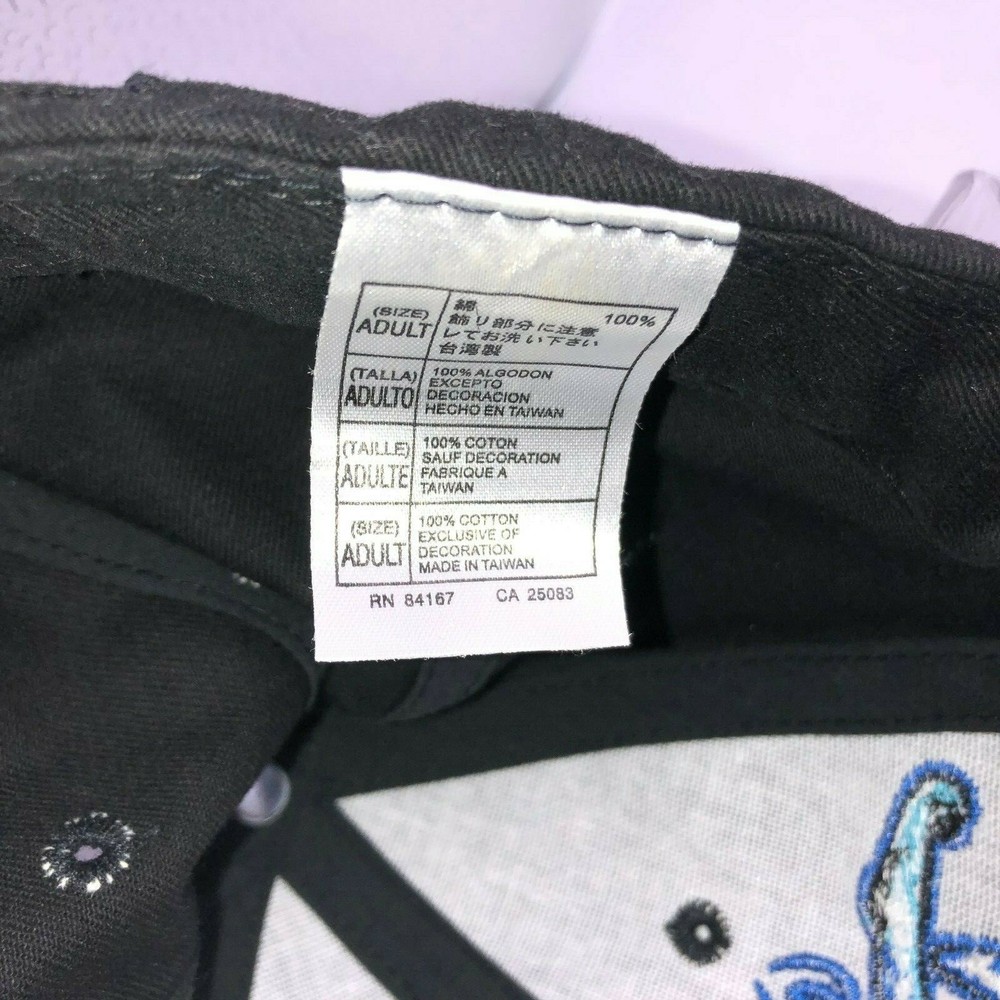 (SIZE)
ADULT
綿 100%
飾り部分に注意
してお洗い下さい
台湾製
(TALLA)
ADULTO
100% ALGODON
EXCEPTO
DECORACION
HECHO EN TAIWAN
(TAILLE)
ADULTE
100% COTON
SAUF DECORATION
FABRIQUE A
TAIWAN
(SIZE)
ADULT
100% COTTON
EXCLUSIVE OF
DECORATION
MADE IN TAIWAN
RN 84167 CA 25083